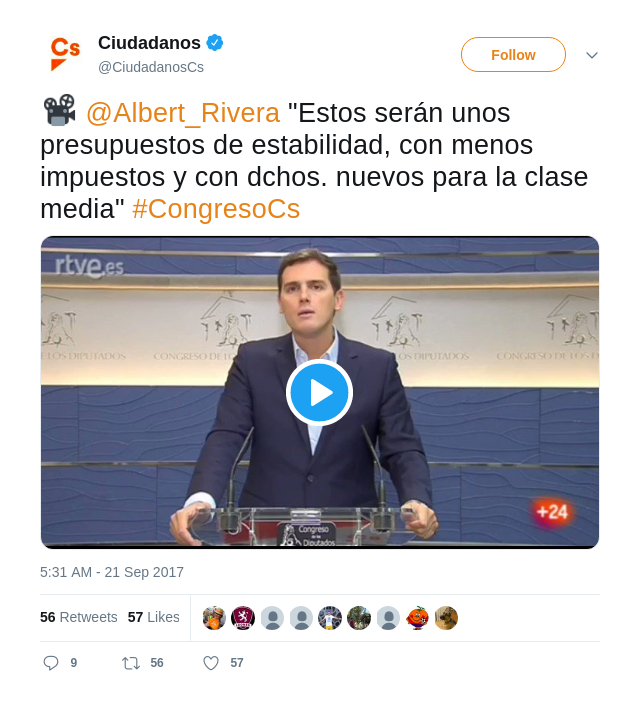 Cs
Ciudadanos
@CiudadanosCs
Follow
@Albert_Rivera "Estos serán unos
presupuestos de estabilidad, con menos
impuestos y con dchos. nuevos para la clase
media" #CongresoCs
rtve.es
E LOS DIPUTADOS
CONGRESO DE LO
LOS DIPUTADOS
CONGRESO DE LOS D
+24
Congreso
de los
Diputados
5:31 AM - 21 Sep 2017
56 Retweets 57 Likes
9 56 57